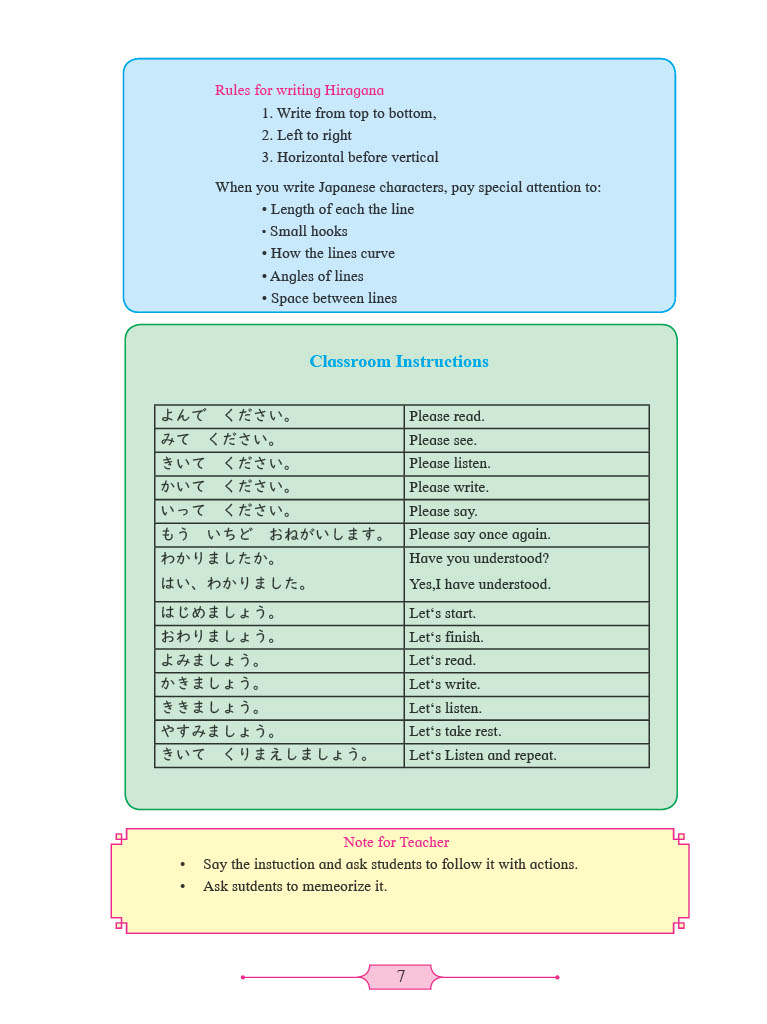 Rules for writing Hiragana
1. Write from top to bottom,
2. Left to right
3. Horizontal before vertical
When you write Japanese characters, pay special attention to:
• Length of each the line
• Small hooks
• How the lines curve
• Angles of lines
• Space between lines
Classroom Instructions
よんで　ください。 Please read.
みて　ください。 Please see.
きいて　ください。 Please listen.
かいて　ください。 Please write.
いって　ください。 Please say.
もう　いちど　おねがいします。 Please say once again.
わかりましたか。 Have you understood?
はい、わかりました。 Yes,I have understood.
はじめましょう。 Let‘s start.
おわりましょう。 Let‘s finish.
よみましょう。 Let‘s read.
かきましょう。 Let‘s write.
ききましょう。 Let‘s listen.
やすみましょう。 Let‘s take rest.
きいて　くりまえしましょう。 Let‘s Listen and repeat.
Note for Teacher
• Say the instuction and ask students to follow it with actions.
• Ask sutdents to memeorize it.
7